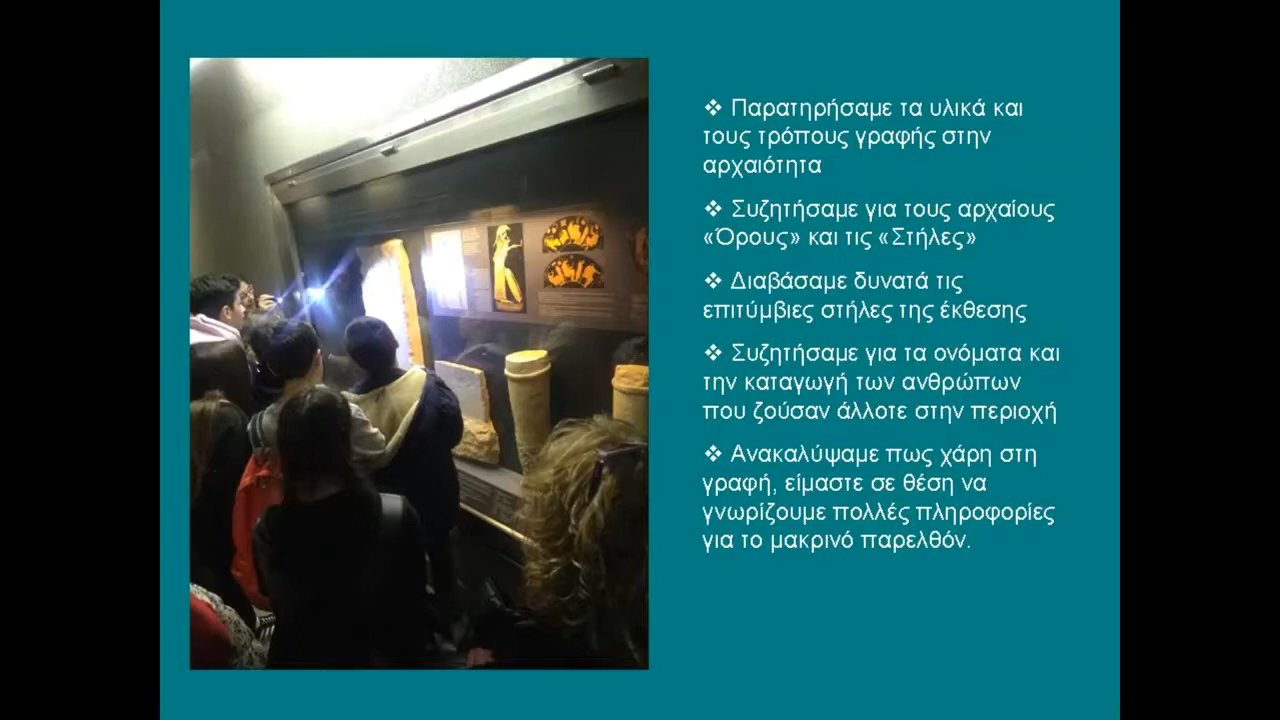 ❖ Παρατηρήσαμε τα υλικά και
τους τρόπους γραφής στην
αρχαιότητα
❖ Συζητήσαμε για τους αρχαίους
«Όρους» και τις «Στήλες»
❖ Διαβάσαμε δυνατά τις
επιτύμβιες στήλες της έκθεσης
❖ Συζητήσαμε για τα ονόματα και
την καταγωγή των ανθρώπων
που ζούσαν άλλοτε στην περιοχή
❖ Ανακαλύψαμε πως χάρη στη
γραφή, είμαστε σε θέση να
γνωρίζουμε πολλές πληροφορίες
για το μακρινό παρελθόν.